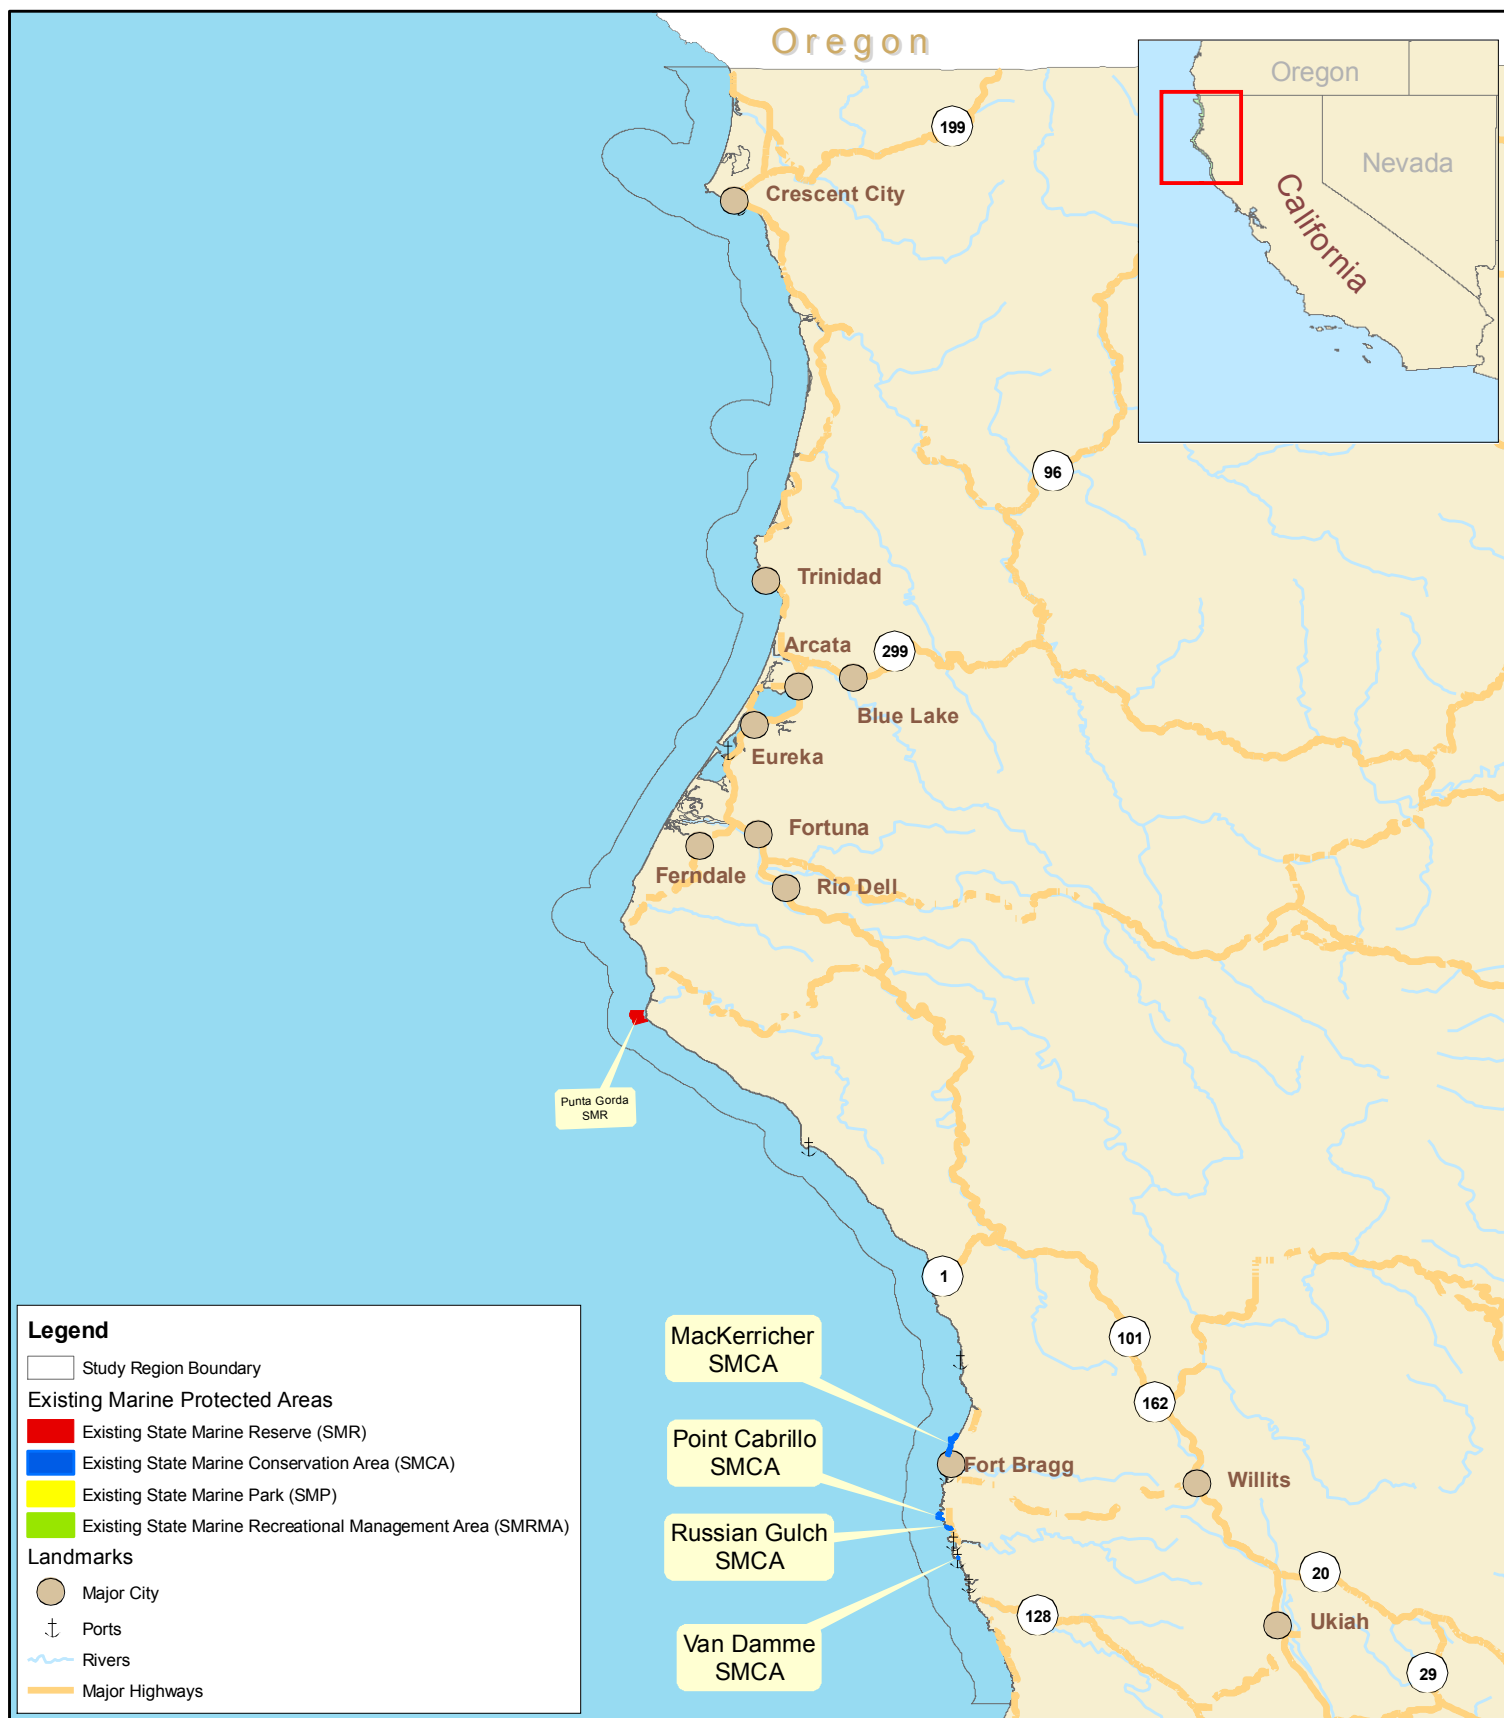 Oregon
Oregon
Nevada
California
199
Crescent City
96
Trinidad
Arcata
299
Blue Lake
Eureka
Fortuna
Ferndale
Rio Dell
Punta Gorda
SMR
1
MacKerricher
SMCA
101
162
Point Cabrillo
SMCA
Fort Bragg
Willits
Russian Gulch
SMCA
20
128
Ukiah
Van Damme
SMCA
29
Legend
Study Region Boundary
Existing Marine Protected Areas
Existing State Marine Reserve (SMR)
Existing State Marine Conservation Area (SMCA)
Existing State Marine Park (SMP)
Existing State Marine Recreational Management Area (SMRMA)
Landmarks
Major City
Ports
Rivers
Major Highways